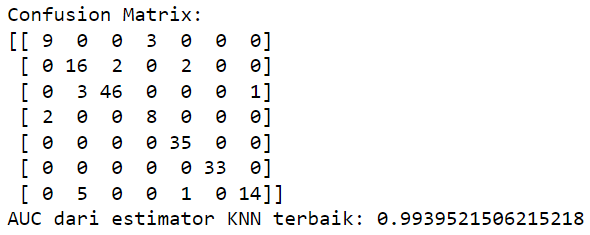 Confusion Matrix:
[[ 9  0  0  3  0  0  0]
 [ 0 16  2  0  2  0  0]
 [ 0  3 46  0  0  0  1]
 [ 2  0  0  8  0  0  0]
 [ 0  0  0  0 35  0  0]
 [ 0  0  0  0  0 33  0]
 [ 0  5  0  0  1  0 14]]
AUC dari estimator KNN terbaik: 0.9939521506215218